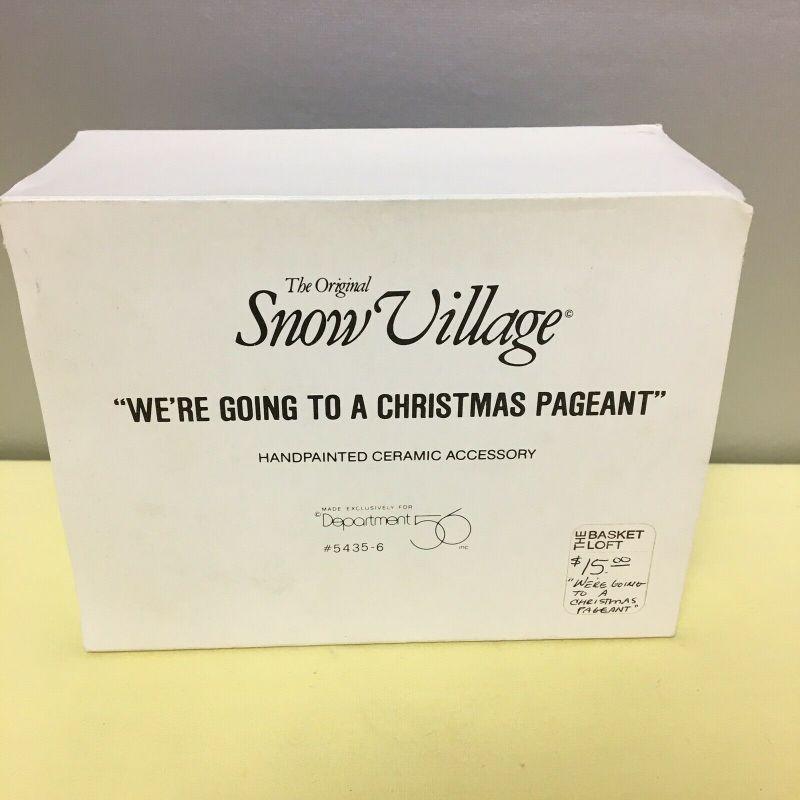 The Original
Snow Village©
"WE'RE GOING TO A CHRISTMAS PAGEANT"
HANDPAINTED CERAMIC ACCESSORY
MADE EXCLUSIVELY FOR
©Department 56
inc
#5435-6
THE BASKET
LOFT
$15.00
"WE'RE GOING
TO A
CHRISTMAS
PAGEANT"